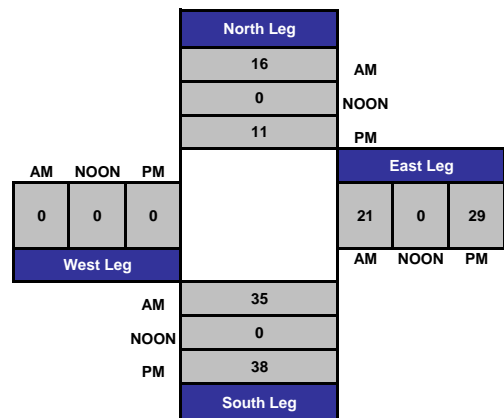 North Leg
16 AM
0 NOON
11 PM
AM NOON PM
East Leg
0 0 0
21 0 29
West Leg
AM NOON PM
AM 35
NOON 0
PM 38
South Leg